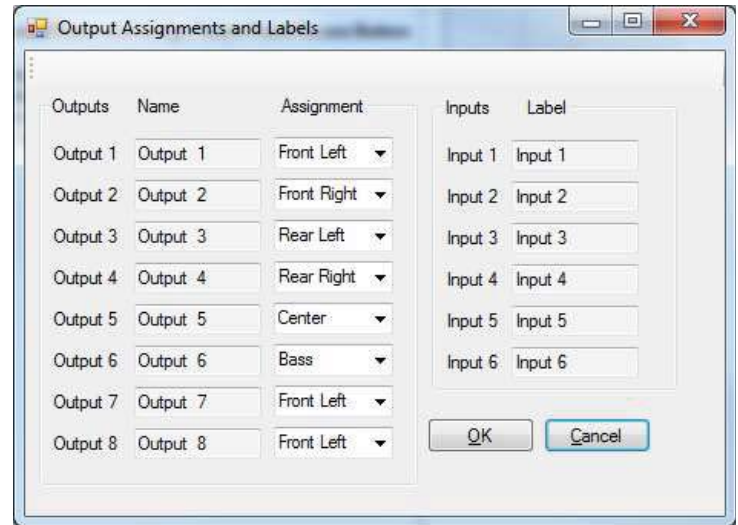 Output Assignments and Labels
Outputs Name Assignment
Output 1 Output 1 Front Left
Output 2 Output 2 Front Right
Output 3 Output 3 Rear Left
Output 4 Output 4 Rear Right
Output 5 Output 5 Center
Output 6 Output 6 Bass
Output 7 Output 7 Front Left
Output 8 Output 8 Front Left
Inputs Label
Input 1 Input 1
Input 2 Input 2
Input 3 Input 3
Input 4 Input 4
Input 5 Input 5
Input 6 Input 6
OK Cancel